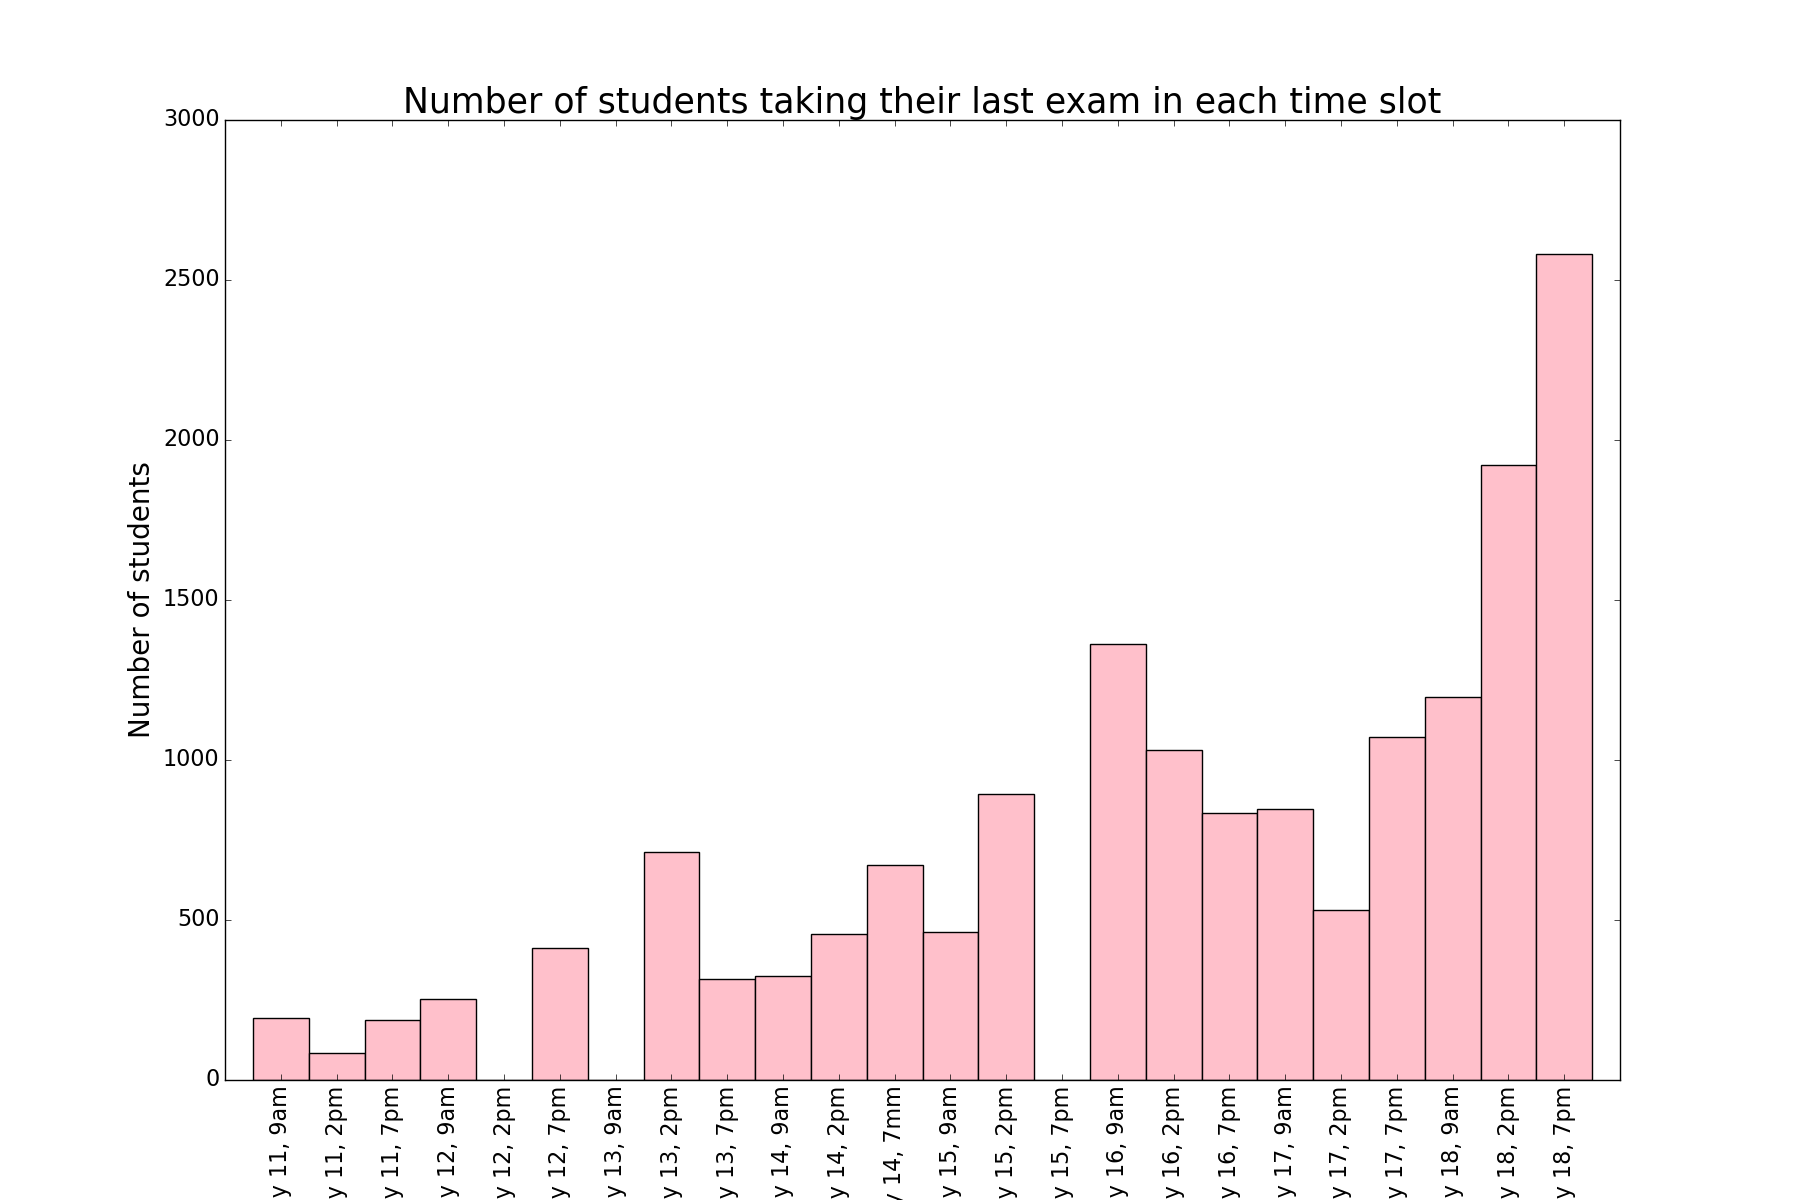 Number of students taking their last exam in each time slot
Number of students
3000
2500
2000
1500
1000
500
0
y 11, 9am
y 11, 2pm
y 11, 7pm
y 12, 9am
y 12, 2pm
y 12, 7pm
y 13, 9am
y 13, 2pm
y 13, 7pm
y 14, 9am
y 14, 2pm
y 14, 7mm
y 15, 9am
y 15, 2pm
y 15, 7pm
y 16, 9am
y 16, 2pm
y 16, 7pm
y 17, 9am
y 17, 2pm
y 17, 7pm
y 18, 9am
y 18, 2pm
y 18, 7pm